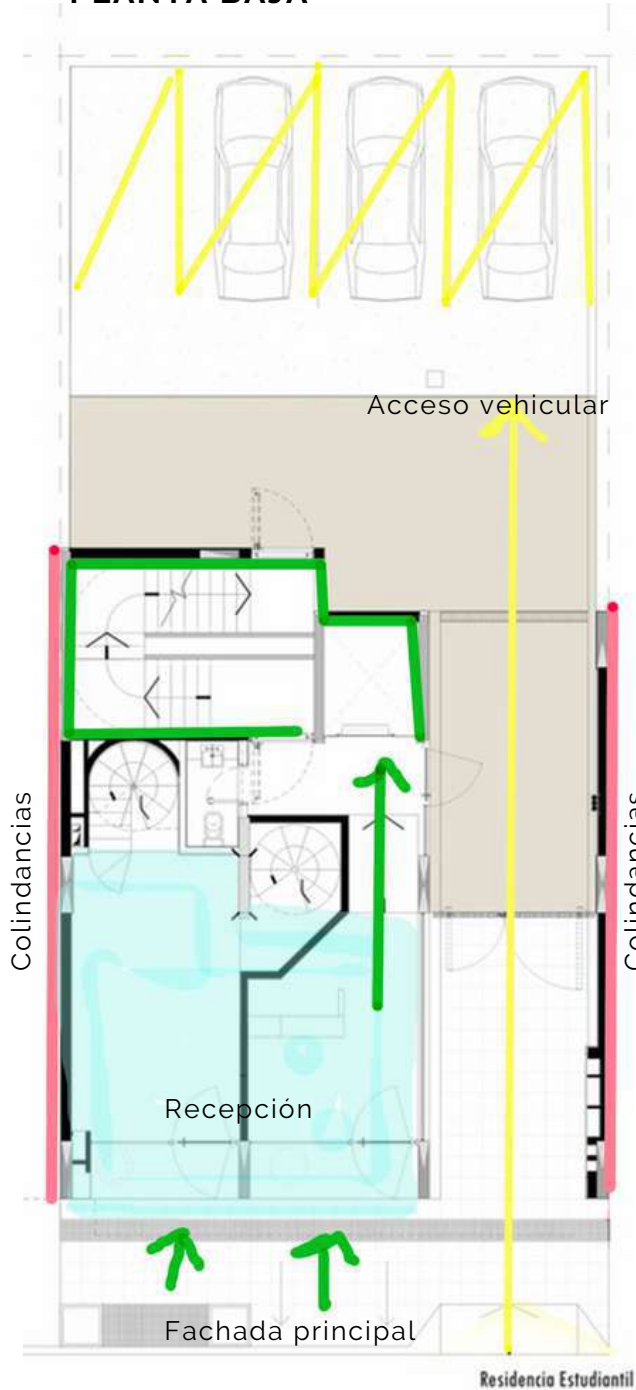 PLANTA BAJA
Acceso vehicular
Colindancias
Colindancias
Recepción
Fachada principal
Residencia Estudiantil